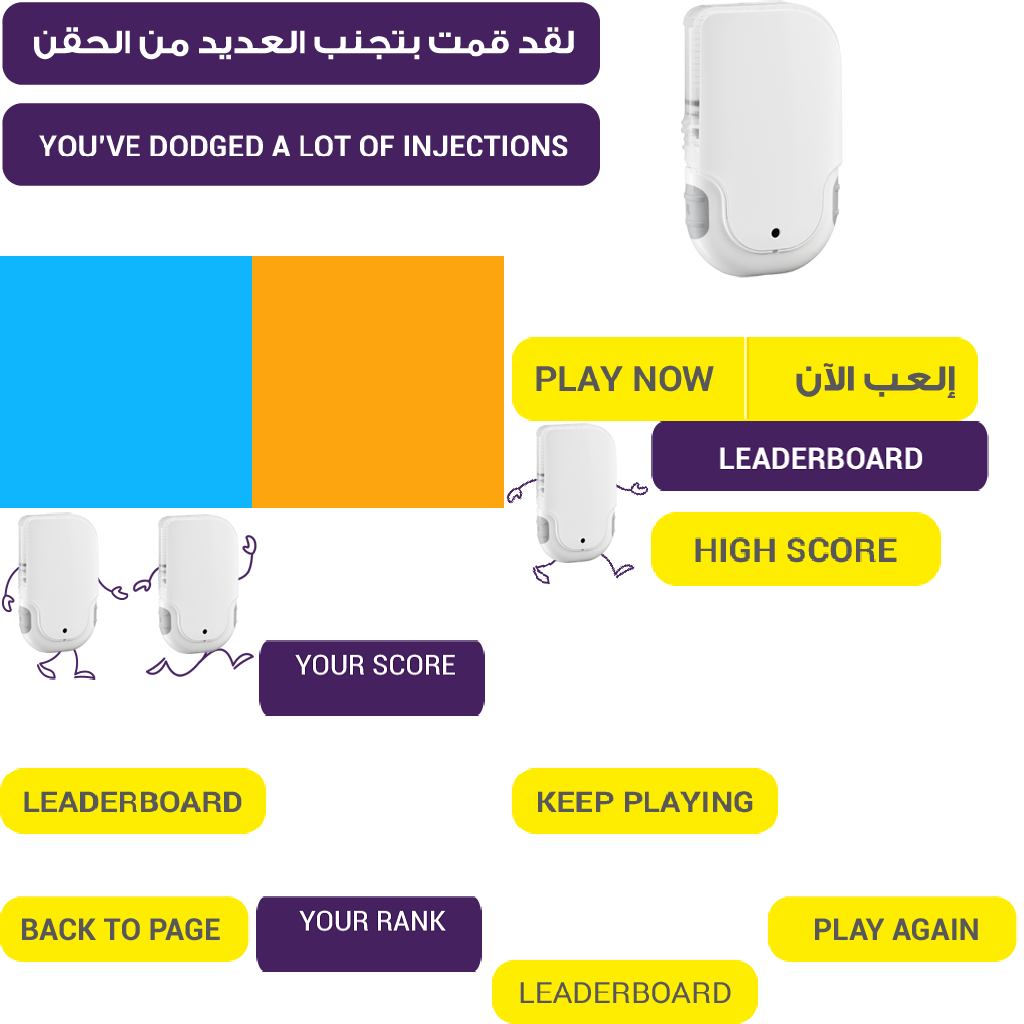 لقد قمت بتجنب العديد من الحقن
YOU'VE DODGED A LOT OF INJECTIONS
PLAY NOW
إلعب الآن
LEADERBOARD
HIGH SCORE
YOUR SCORE
LEADERBOARD
KEEP PLAYING
BACK TO PAGE
YOUR RANK
PLAY AGAIN
LEADERBOARD